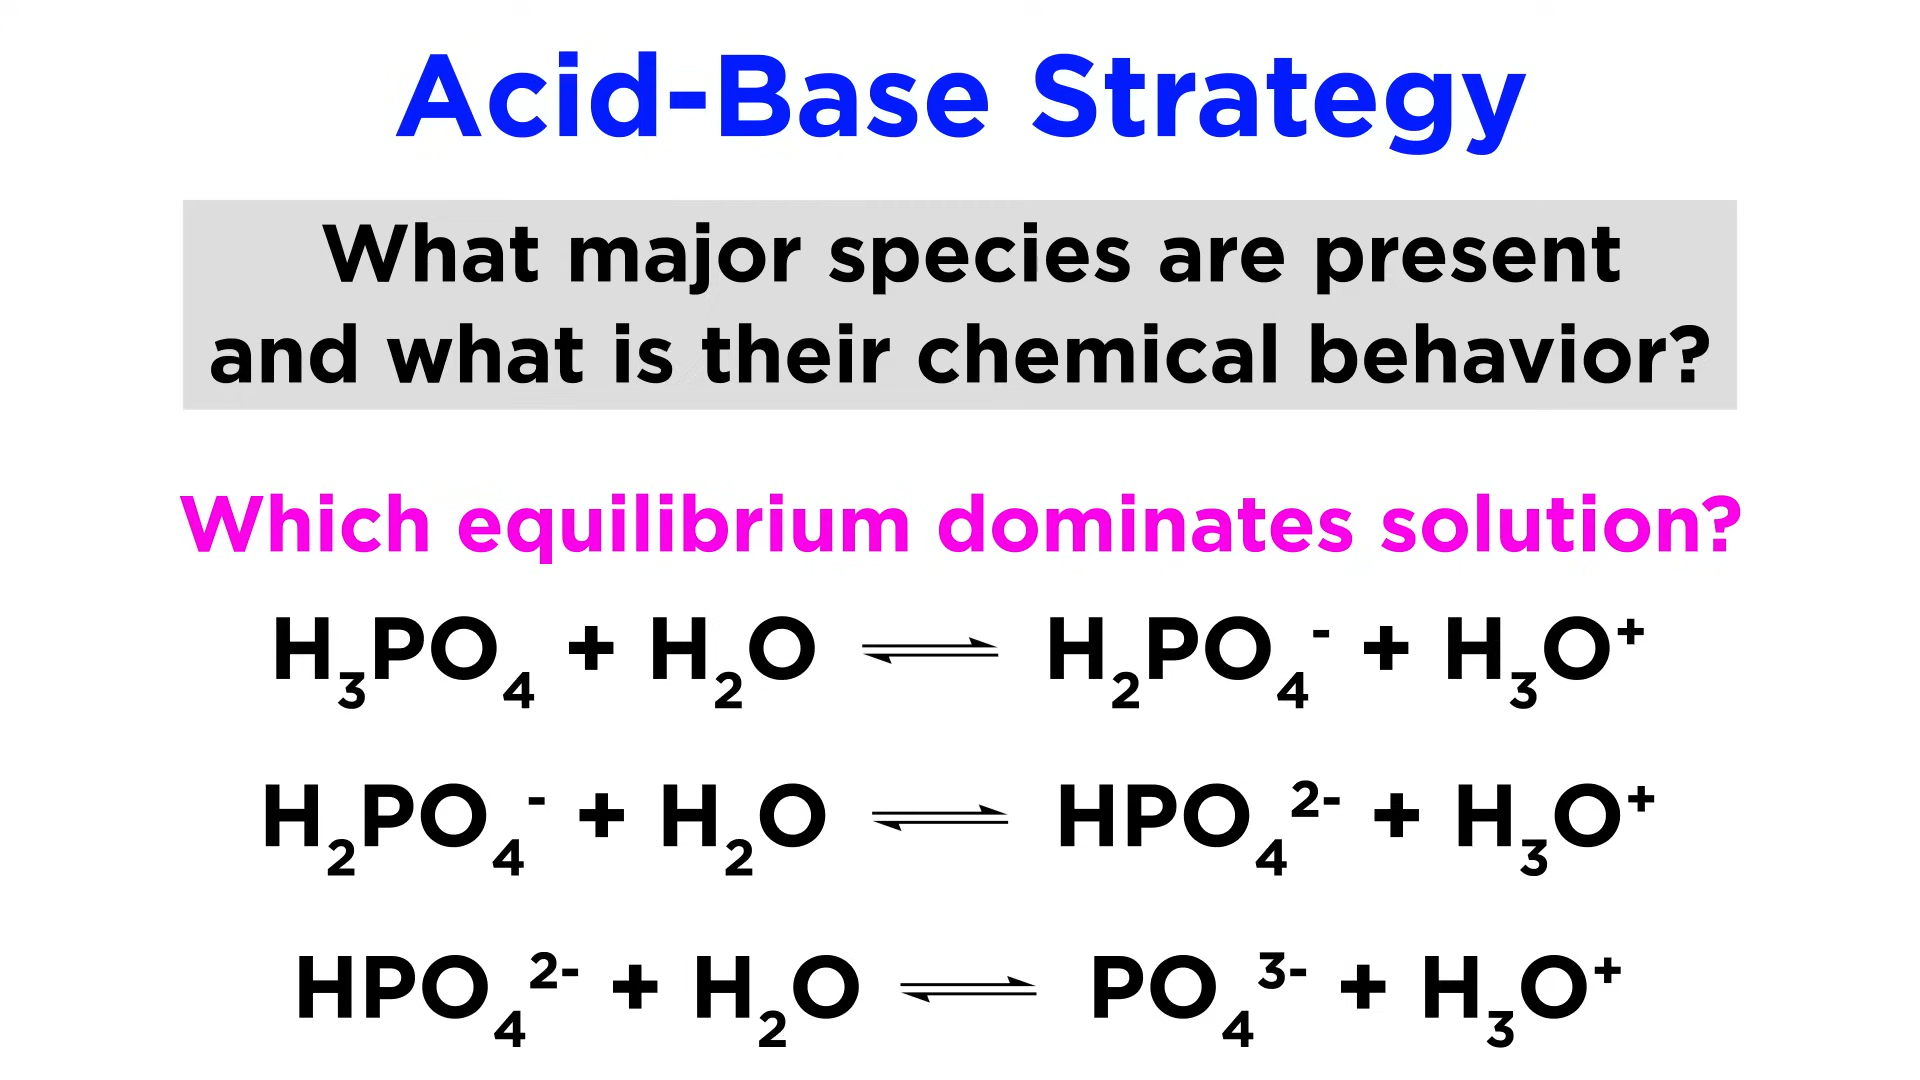 Acid-Base Strategy
What major species are present
and what is their chemical behavior?
Which equilibrium dominates solution?
H₃PO₄ + H₂O ⇌ H₂PO₄⁻ + H₃O⁺
H₂PO₄⁻ + H₂O ⇌ HPO₄²⁻ + H₃O⁺
HPO₄²⁻ + H₂O ⇌ PO₄³⁻ + H₃O⁺